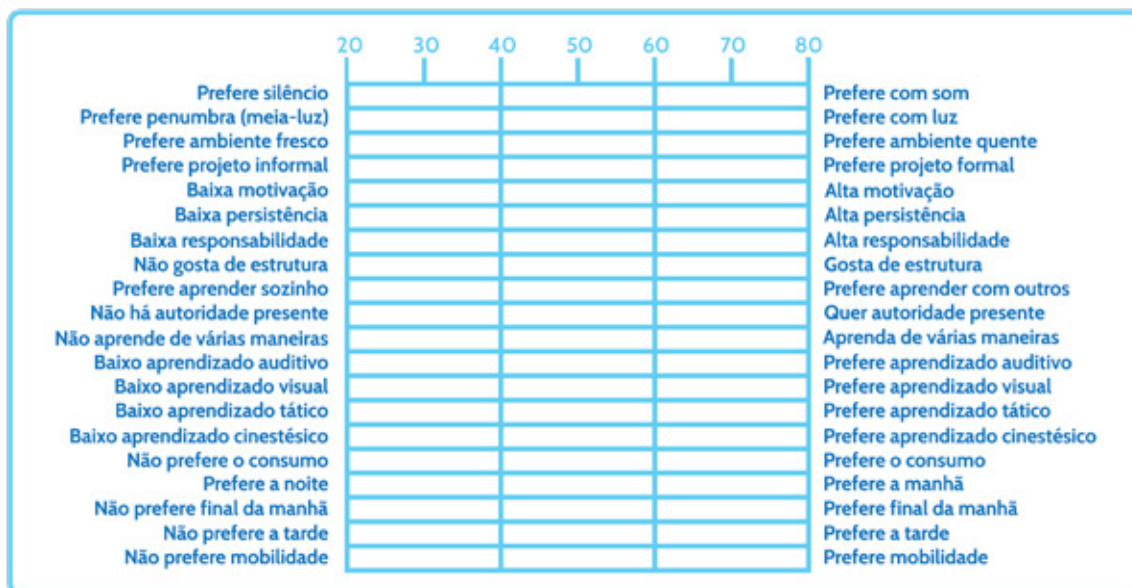 20 30 40 50 60 70 80
Prefere silêncio Prefere com som
Prefere penumbra (meia-luz) Prefere com luz
Prefere ambiente fresco Prefere ambiente quente
Prefere projeto informal Prefere projeto formal
Baixa motivação Alta motivação
Baixa persistência Alta persistência
Baixa responsabilidade Alta responsabilidade
Não gosta de estrutura Gosta de estrutura
Prefere aprender sozinho Prefere aprender com outros
Não há autoridade presente Quer autoridade presente
Não aprende de várias maneiras Aprenda de várias maneiras
Baixo aprendizado auditivo Prefere aprendizado auditivo
Baixo aprendizado visual Prefere aprendizado visual
Baixo aprendizado tático Prefere aprendizado tático
Baixo aprendizado cinestésico Prefere aprendizado cinestésico
Não prefere o consumo Prefere o consumo
Prefere a noite Prefere a manhã
Não prefere final da manhã Prefere final da manhã
Não prefere a tarde Prefere a tarde
Não prefere mobilidade Prefere mobilidade